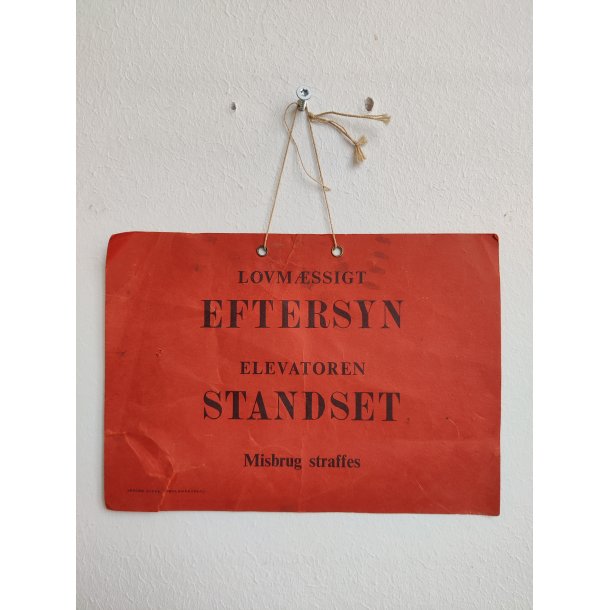 LOVMÆSSIGT
EFTERSYN
ELEVATOREN
STANDSET
Misbrug straffes